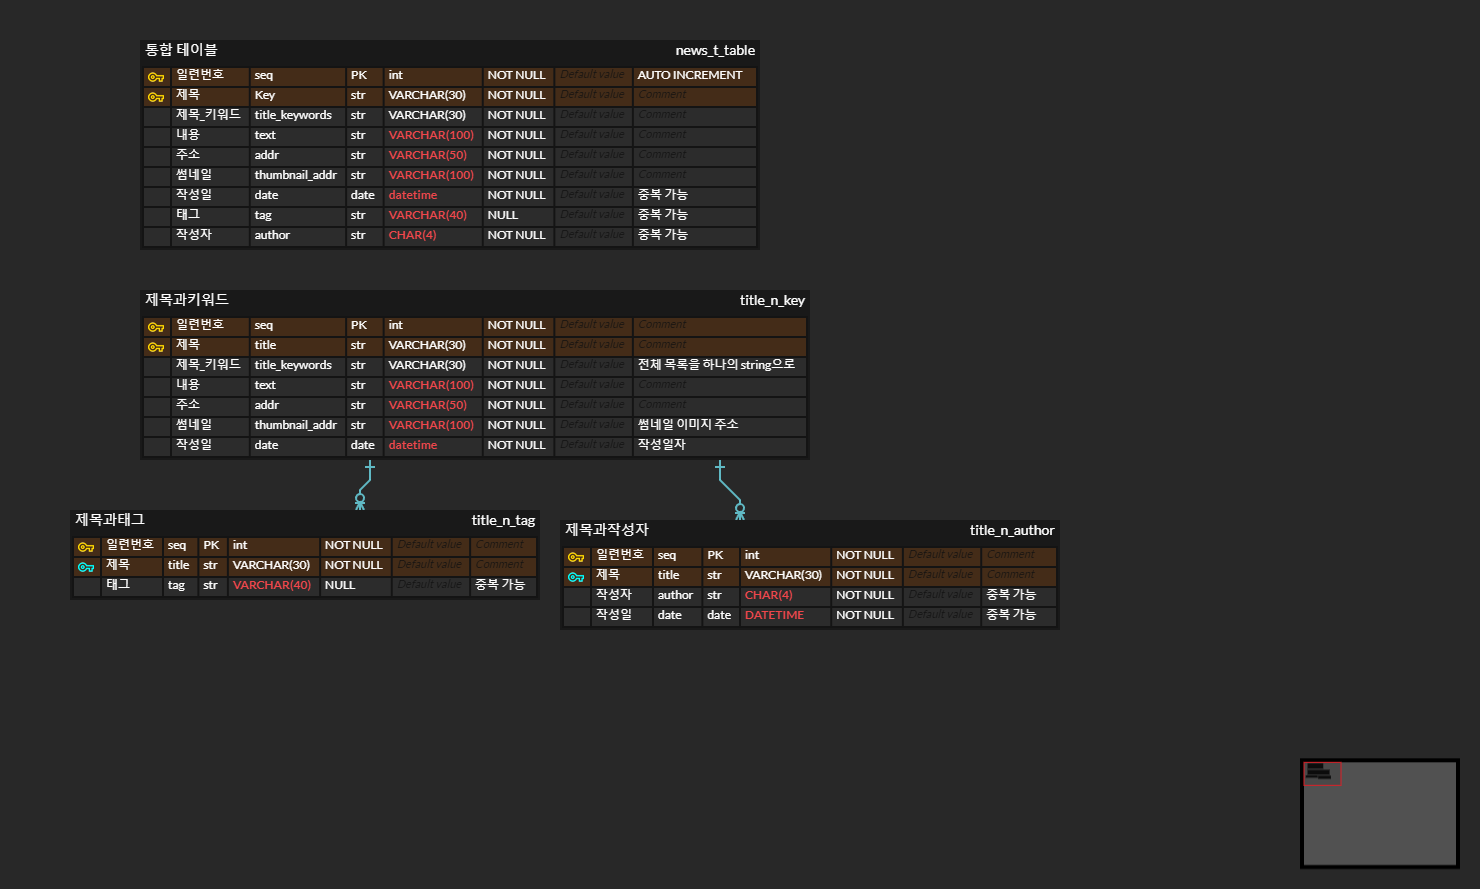 통합 테이블 news_t_table
일련번호 seq PK int NOT NULL Default value AUTO INCREMENT
제목 Key str VARCHAR(30) NOT NULL Default value Comment
제목_키워드 title_keywords str VARCHAR(30) NOT NULL Default value Comment
내용 text str VARCHAR(100) NOT NULL Default value Comment
주소 addr str VARCHAR(50) NOT NULL Default value Comment
썸네일 thumbnail_addr str VARCHAR(100) NOT NULL Default value Comment
작성일 date date datetime NOT NULL Default value 중복 가능
태그 tag str VARCHAR(40) NULL Default value 중복 가능
작성자 author str CHAR(4) NOT NULL Default value 중복 가능
제목과키워드 title_n_key
일련번호 seq PK int NOT NULL Default value Comment
제목 title str VARCHAR(30) NOT NULL Default value Comment
제목_키워드 title_keywords str VARCHAR(30) NOT NULL Default value 전체 목록을 하나의 string으로
내용 text str VARCHAR(100) NOT NULL Default value Comment
주소 addr str VARCHAR(50) NOT NULL Default value Comment
썸네일 thumbnail_addr str VARCHAR(100) NOT NULL Default value 썸네일 이미지 주소
작성일 date date datetime NOT NULL Default value 작성일자
제목과태그 title_n_tag
일련번호 seq PK int NOT NULL Default value Comment
제목 title str VARCHAR(30) NOT NULL Default value Comment
태그 tag str VARCHAR(40) NULL Default value 중복 가능
제목과작성자 title_n_author
일련번호 seq PK int NOT NULL Default value Comment
제목 title str VARCHAR(30) NOT NULL Default value Comment
작성자 author str CHAR(4) NOT NULL Default value 중복 가능
작성일 date date DATETIME NOT NULL Default value 중복 가능